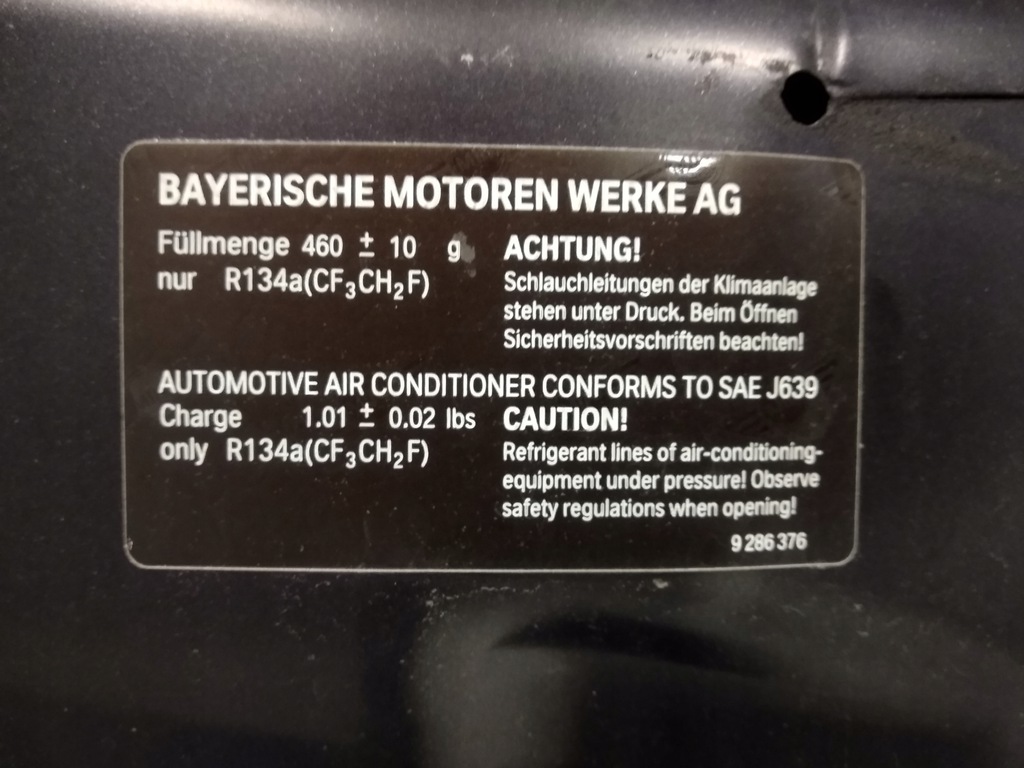 BAYERISCHE MOTOREN WERKE AG
Füllmenge 460 ± 10 g
nur R134a(CF₃CH₂F)
ACHTUNG!
Schlauchleitungen der Klimaanlage
stehen unter Druck. Beim Öffnen
Sicherheitsvorschriften beachten!
AUTOMOTIVE AIR CONDITIONER CONFORMS TO SAE J639
Charge 1.01 ± 0.02 lbs
only R134a(CF₃CH₂F)
CAUTION!
Refrigerant lines of air-conditioning-
equipment under pressure! Observe
safety regulations when opening!
9 286 376